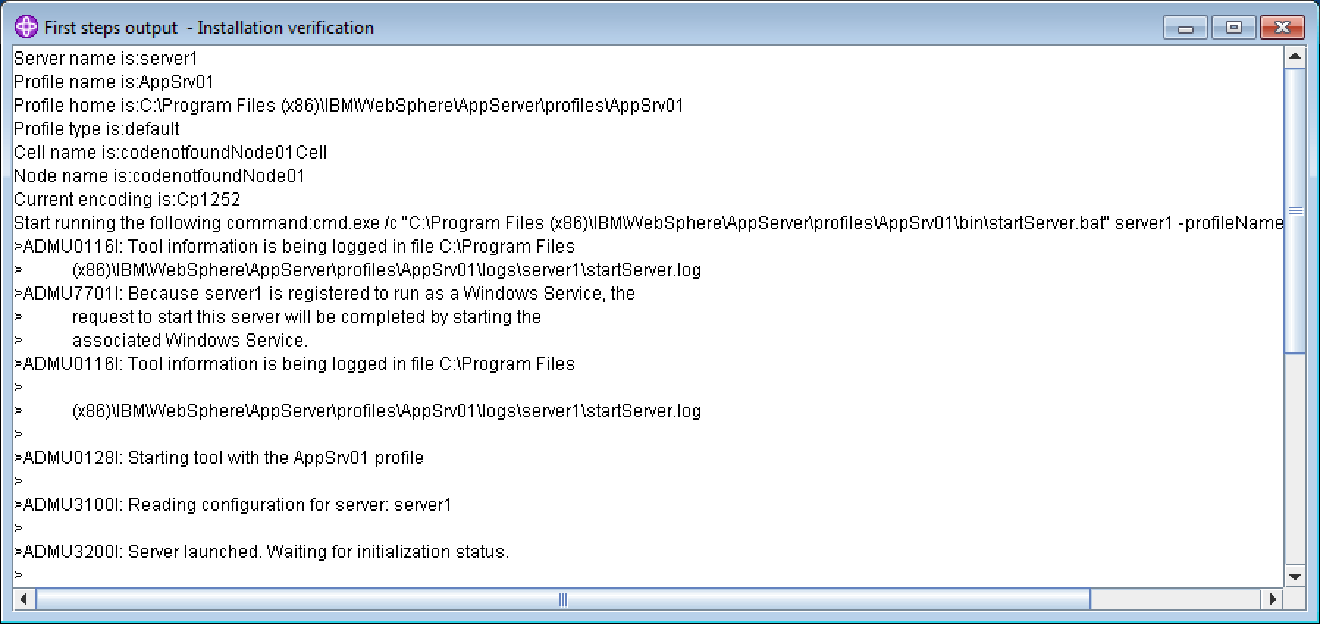 First steps output - Installation verification
Server name is:server1
Profile name is:AppSrv01
Profile home is:C:\Program Files (x86)\IBM\WebSphere\AppServer\profiles\AppSrv01
Profile type is:default
Cell name is:codenotfoundNode01Cell
Node name is:codenotfoundNode01
Current encoding is:Cp1252
Start running the following command:cmd.exe /c "C:\Program Files (x86)\IBM\WebSphere\AppServer\profiles\AppSrv01\bin\startServer.bat" server1 -profileName
>ADMU0116I: Tool information is being logged in file C:\Program Files
> (x86)\IBM\WebSphere\AppServer\profiles\AppSrv01\logs\server1\startServer.log
>ADMU7701I: Because server1 is registered to run as a Windows Service, the
> request to start this server will be completed by starting the
> associated Windows Service.
>ADMU0116I: Tool information is being logged in file C:\Program Files
>
> (x86)\IBM\WebSphere\AppServer\profiles\AppSrv01\logs\server1\startServer.log
>
>ADMU0128I: Starting tool with the AppSrv01 profile
>
>ADMU3100I: Reading configuration for server: server1
>
>ADMU3200I: Server launched. Waiting for initialization status.
>